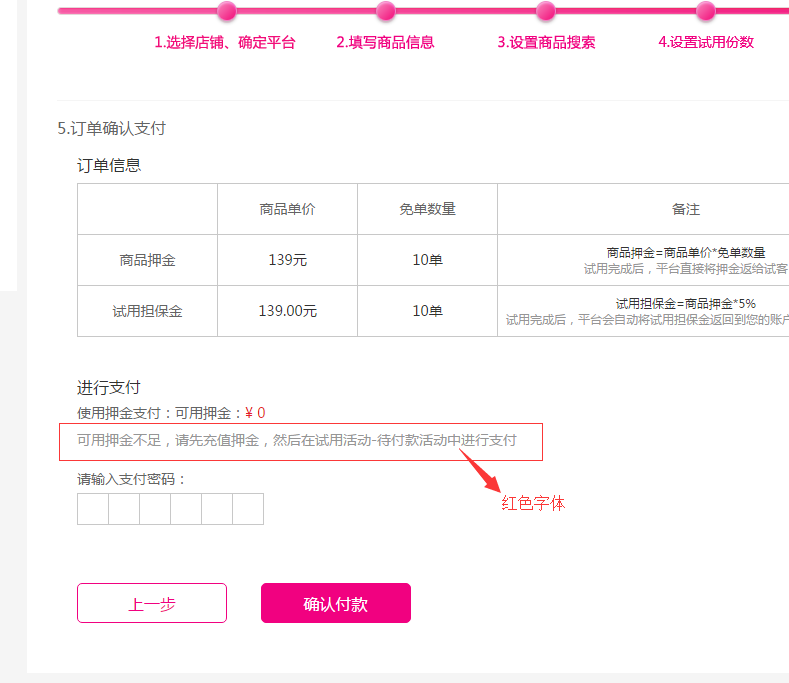 1.选择店铺、确定平台 2.填写商品信息 3.设置商品搜索 4.设置试用份数
5.订单确认支付
订单信息
商品单价 免单数量 备注
商品押金 139元 10单 商品押金=商品单价*免单数量
试用完成后，平台直接将押金返给试客
试用担保金 139.00元 10单 试用担保金=商品押金*5%
试用完成后，平台会自动将试用担保金返回到您的账户
进行支付
使用押金支付：可用押金：¥ 0
可用押金不足，请先充值押金，然后在试用活动-待付款活动中进行支付
请输入支付密码：
红色字体
上一步 确认付款